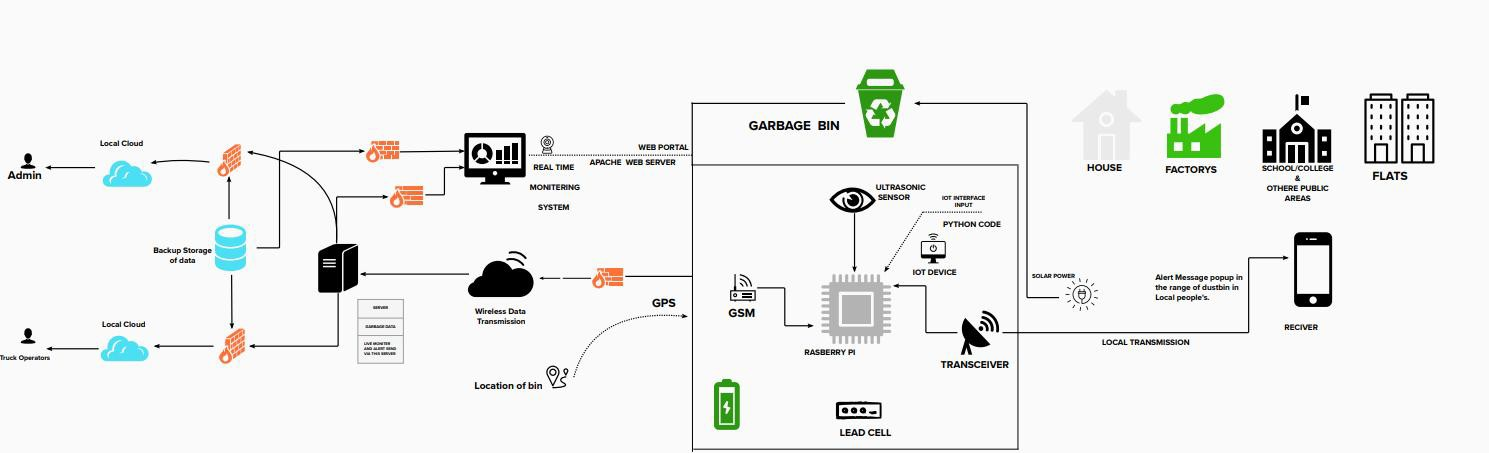 Local Cloud
Admin
Backup Storage
of data
Local Cloud
Truck Operators
SERVER
GARBAGE DATA
LIVE MONITER
AND ALERT SEND
VIA THIS SERVER
WEB PORTAL
APACHE WEB SERVER
REAL TIME
MONITERING
SYSTEM
Wireless Data
Transmission
GPS
Location of bin
GARBAGE BIN
ULTRASONIC
SENSOR
IOT INTERFACE
INPUT
PYTHON CODE
IOT DEVICE
GSM
RASBERRY PI
TRANSCEIVER
LEAD CELL
HOUSE
FACTORYS
SCHOOL/COLLEGE
&
OTHERE PUBLIC
AREAS
FLATS
SOLAR POWER
Alert Message popup in
the range of dustbin in
Local people's.
RECIVER
LOCAL TRANSMISSION